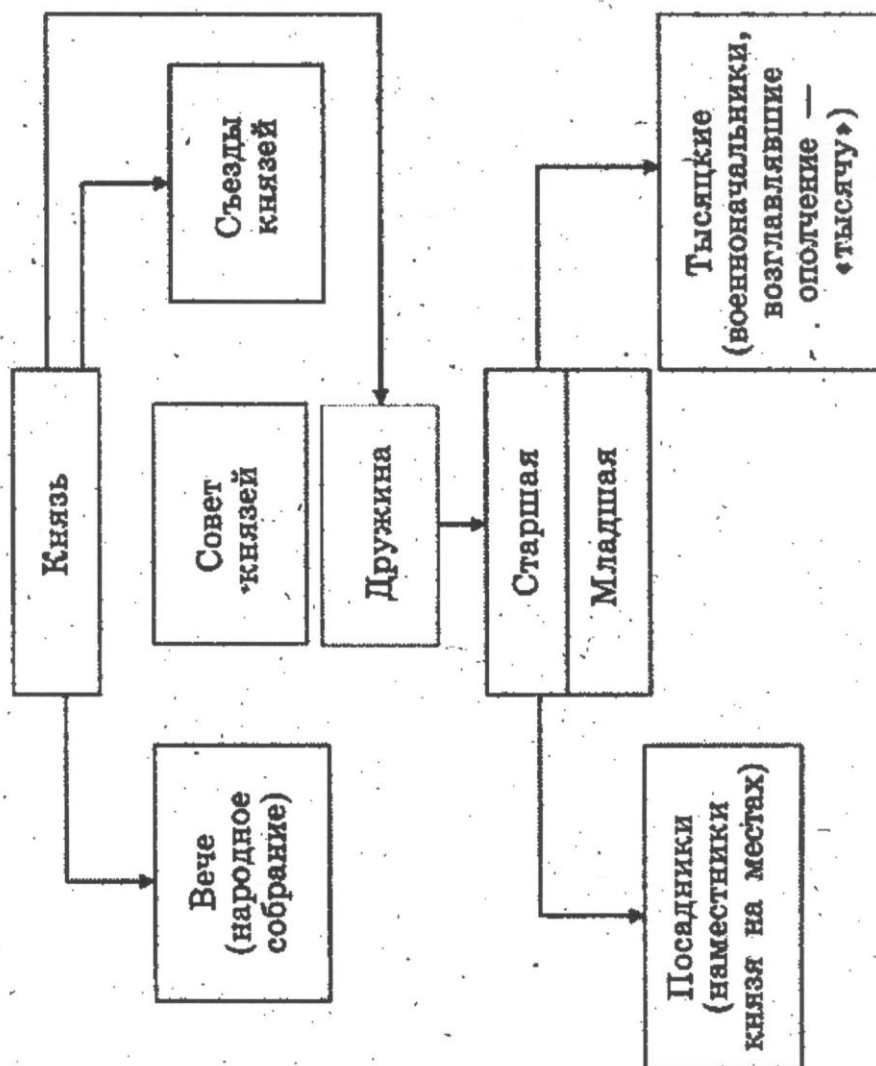 Князь
Вече
(народное
собрание)
Совет
князей
Съезды
князей
Дружина
Старшая
Младшая
Посадники
(наместники
князя на местах)
Тысяцкие
(военноначальники,
возглавлявшие
ополчение —
«тысячу»)